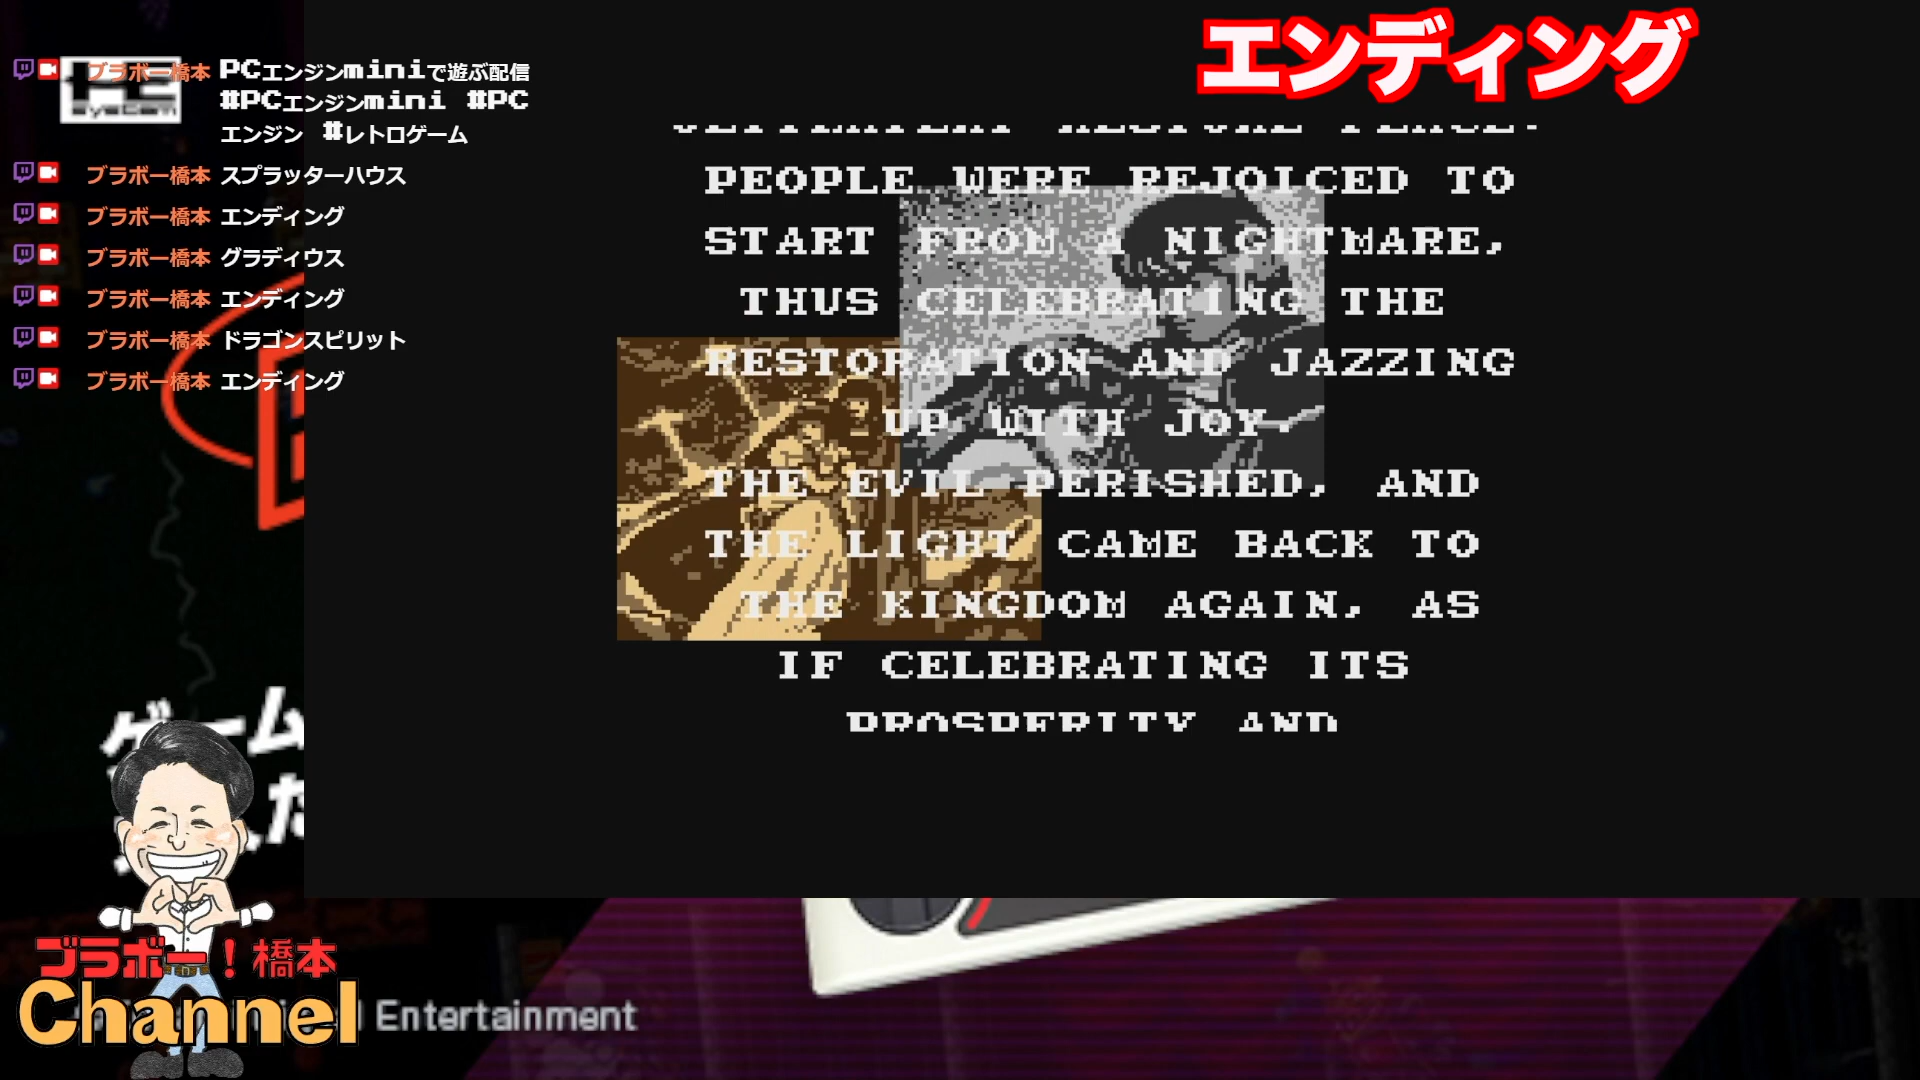 エンディング
ブラボー橋本 PCエンジンminiで遊ぶ配信
#PCエンジンmini #PC
エンジン #レトロゲーム
ブラボー橋本 スプラッターハウス
ブラボー橋本 エンディング
ブラボー橋本 グラディウス
ブラボー橋本 エンディング
ブラボー橋本 ドラゴンスピリット
ブラボー橋本 エンディング
PEOPLE WERE REJOICED TO
START FROM A NIGHTMARE,
THUS CELEBRATING THE
RESTORATION AND JAZZING
UP WITH JOY.
THE EVIL PERISHED, AND
THE LIGHT CAME BACK TO
THE KINGDOM AGAIN, AS
IF CELEBRATING ITS
PROSPERITY AND
ゲーム
ブラボー!橋本
Channel
Entertainment